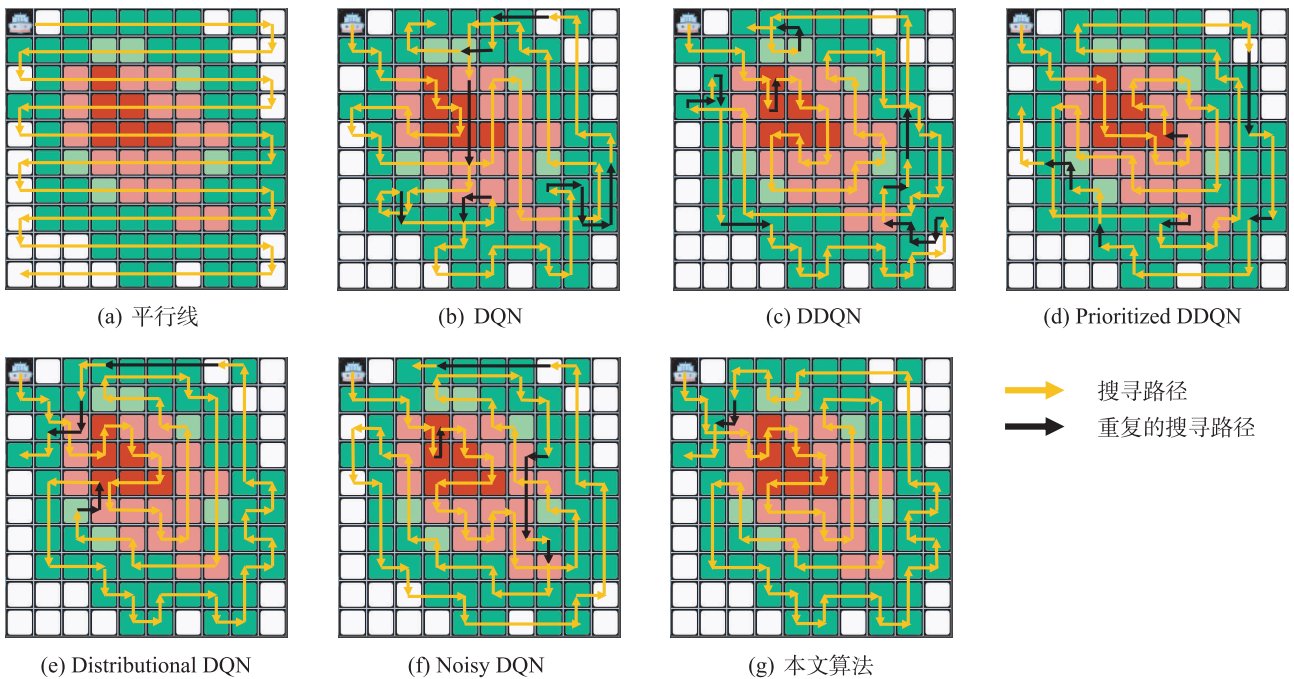 (a) 平行线
(b) DQN
(c) DDQN
(d) Prioritized DDQN
搜寻路径
重复的搜寻路径
(e) Distributional DQN
(f) Noisy DQN
(g) 本文算法